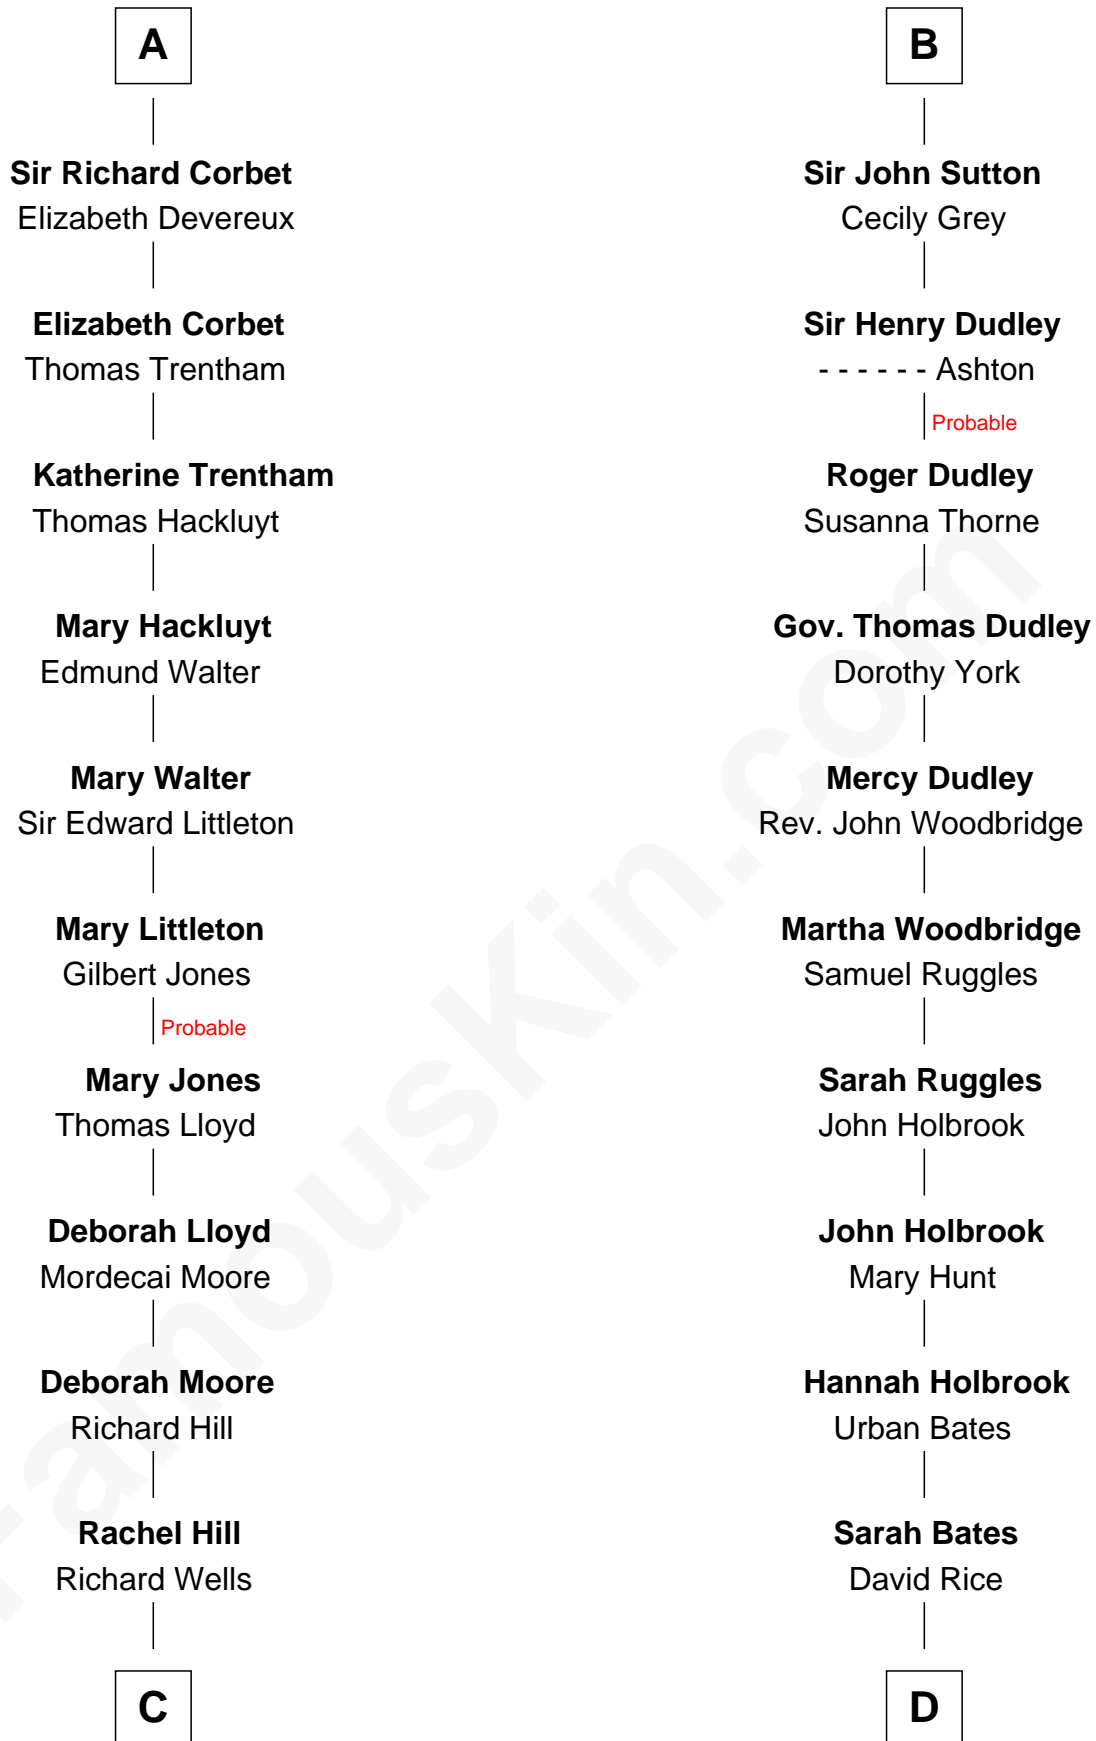 A
Sir Richard Corbet
Elizabeth Devereux
Elizabeth Corbet
Thomas Trentham
Katherine Trentham
Thomas Hackluyt
Mary Hackluyt
Edmund Walter
Mary Walter
Sir Edward Littleton
Mary Littleton
Gilbert Jones
Probable
Mary Jones
Thomas Lloyd
Deborah Lloyd
Mordecai Moore
Deborah Moore
Richard Hill
Rachel Hill
Richard Wells
C
B
Sir John Sutton
Cecily Grey
Sir Henry Dudley
- - - - - - Ashton
Probable
Roger Dudley
Susanna Thorne
Gov. Thomas Dudley
Dorothy York
Mercy Dudley
Rev. John Woodbridge
Martha Woodbridge
Samuel Ruggles
Sarah Ruggles
John Holbrook
John Holbrook
Mary Hunt
Hannah Holbrook
Urban Bates
Sarah Bates
David Rice
D
FamousKin.com